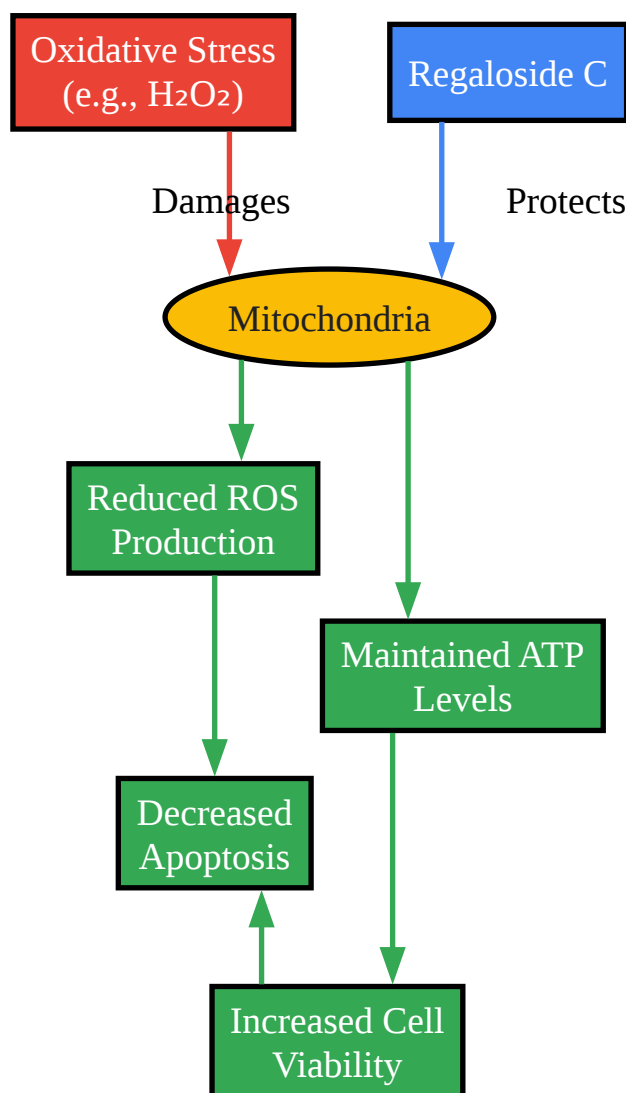 Oxidative Stress
(e.g., H₂O₂)
Regaloside C
Damages
Protects
Mitochondria
Reduced ROS
Production
Maintained ATP
Levels
Decreased
Apoptosis
Increased Cell
Viability